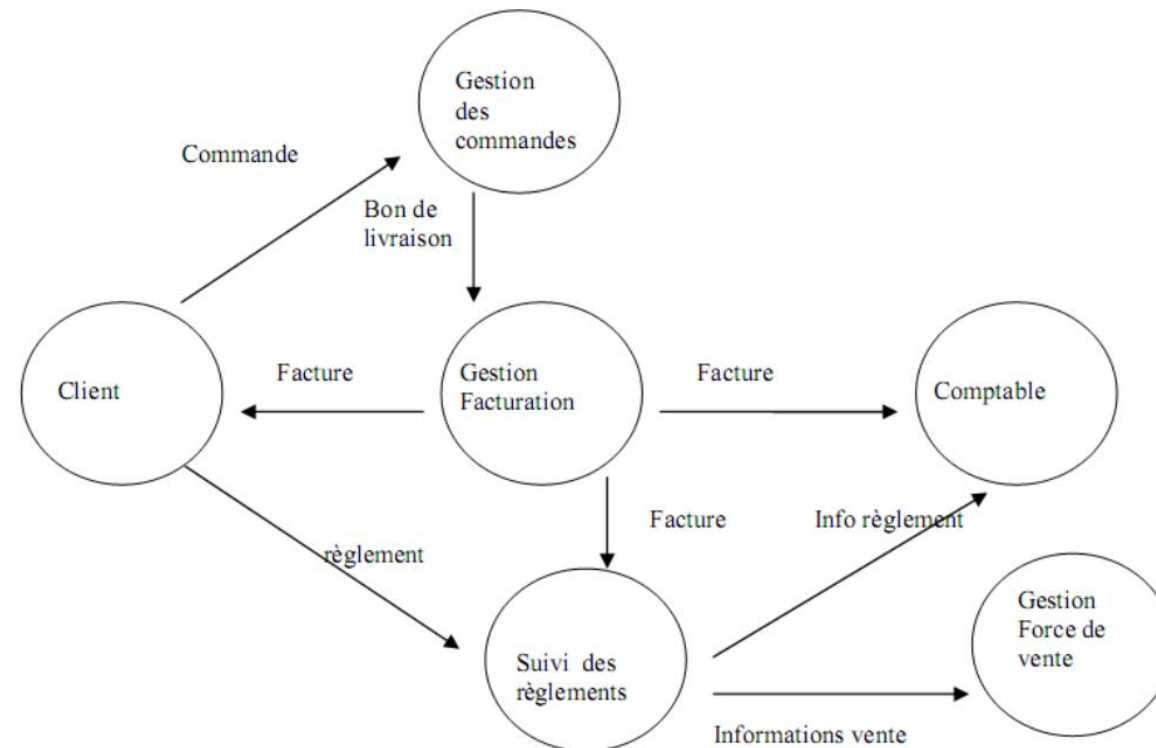 Gestion
des
commandes
Commande
Bon de
livraison
Client
Facture
Gestion
Facturation
Facture
Comptable
Facture
Info règlement
règlement
Gestion
Force de
vente
Suivi des
règlements
Informations vente